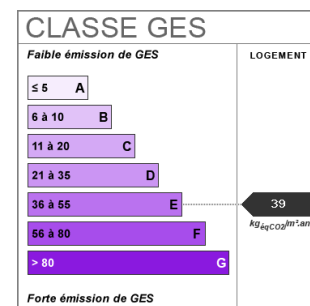 CLASSE GES
Faible émission de GES
LOGEMENT
≤ 5 A
6 à 10 B
11 à 20 C
21 à 35 D
36 à 55 E
39
kgéqCO2/m².an
56 à 80 F
> 80 G
Forte émission de GES